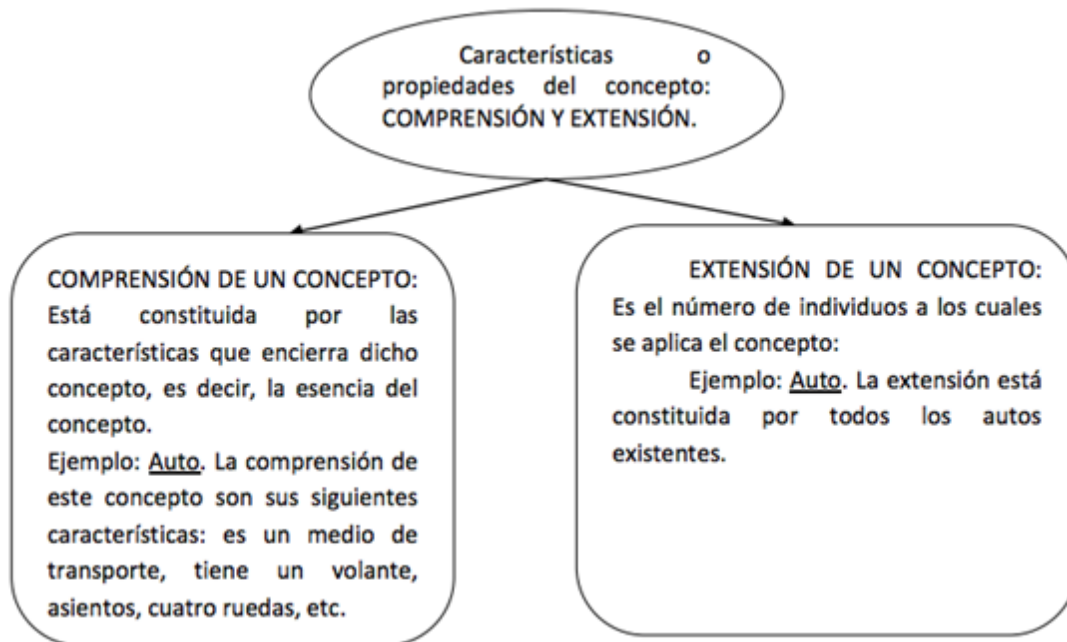 Características o
propiedades del concepto:
COMPRENSIÓN Y EXTENSIÓN.
COMPRENSIÓN DE UN CONCEPTO:
Está constituida por las
características que encierra dicho
concepto, es decir, la esencia del
concepto.
Ejemplo: Auto. La comprensión de
este concepto son sus siguientes
características: es un medio de
transporte, tiene un volante,
asientos, cuatro ruedas, etc.
EXTENSIÓN DE UN CONCEPTO:
Es el número de individuos a los cuales
se aplica el concepto:
Ejemplo: Auto. La extensión está
constituida por todos los autos
existentes.